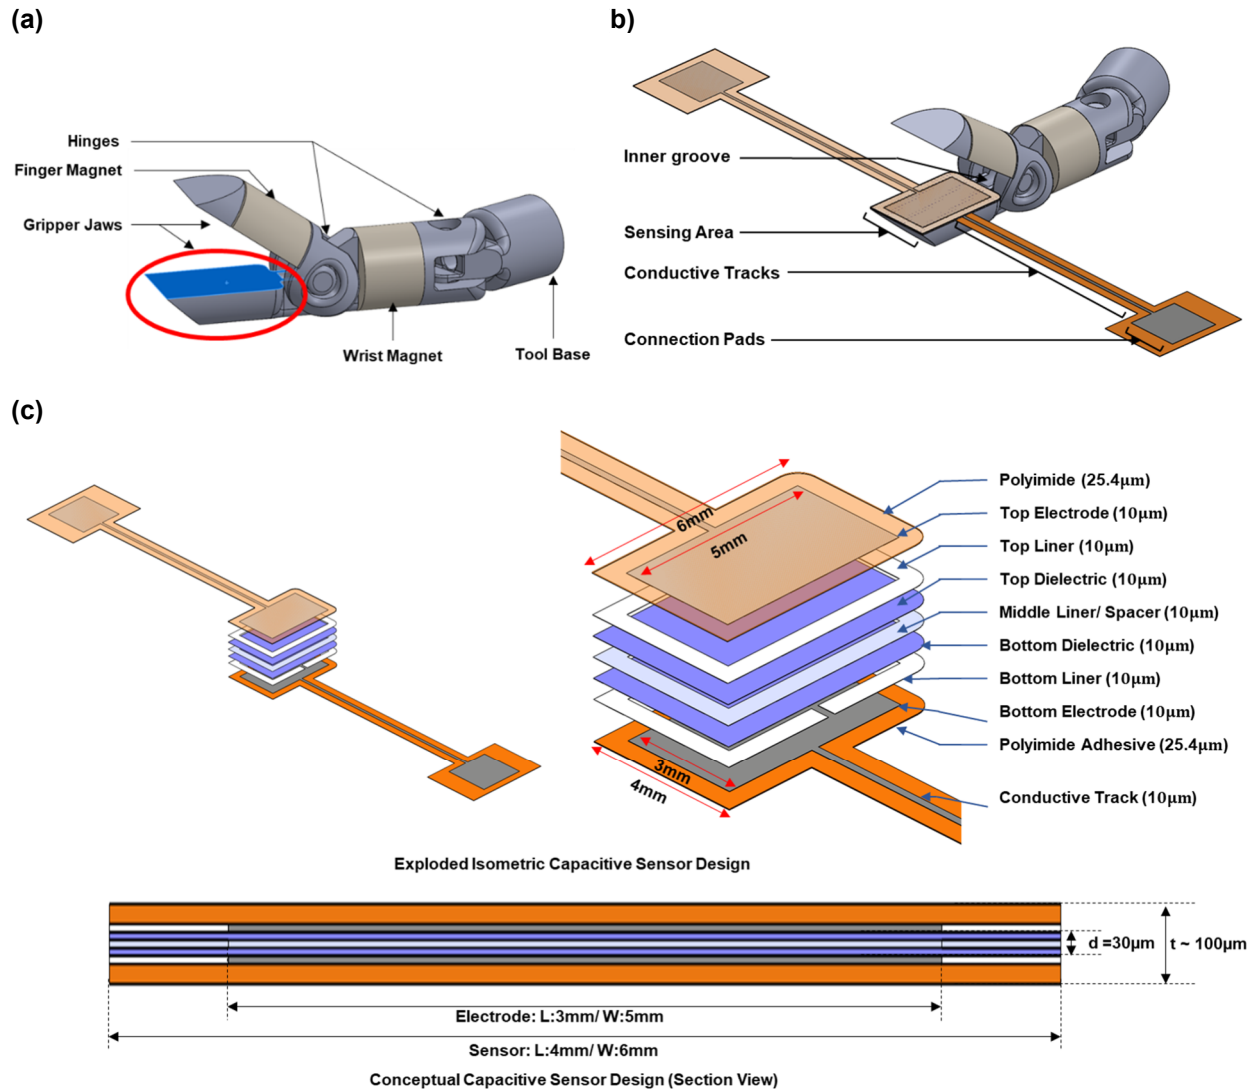 (a)
Hinges
Finger Magnet
Gripper Jaws
Wrist Magnet
Tool Base
b)
Inner groove
Sensing Area
Conductive Tracks
Connection Pads
(c)
6mm
5mm
3mm
4mm
Polyimide (25.4μm)
Top Electrode (10μm)
Top Liner (10μm)
Top Dielectric (10μm)
Middle Liner/ Spacer (10μm)
Bottom Dielectric (10μm)
Bottom Liner (10μm)
Bottom Electrode (10μm)
Polyimide Adhesive (25.4μm)
Conductive Track (10μm)
Exploded Isometric Capacitive Sensor Design
d =30μm
t ~ 100μm
Electrode: L:3mm/ W:5mm
Sensor: L:4mm/ W:6mm
Conceptual Capacitive Sensor Design (Section View)